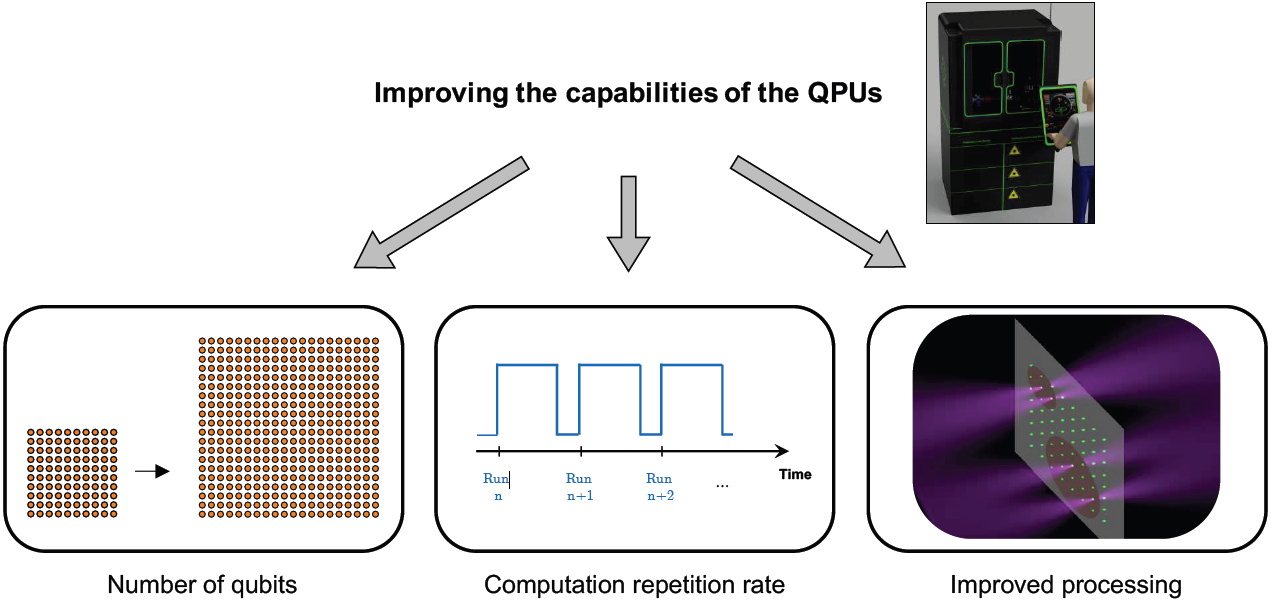 Improving the capabilities of the QPUs
Run
n
Run
n+1
Run
n+2
...
Time
Number of qubits
Computation repetition rate
Improved processing